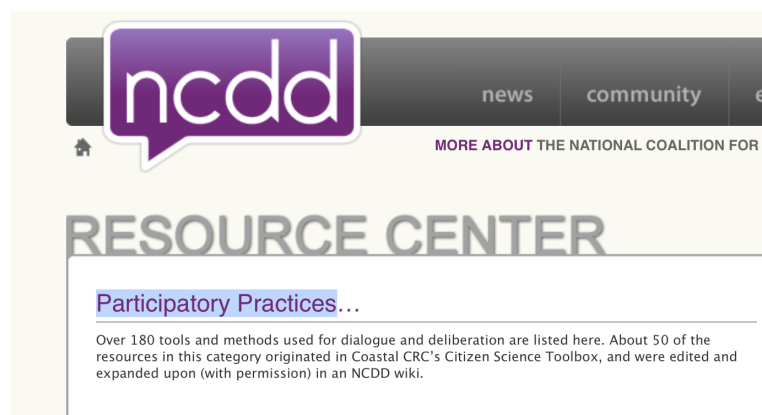 ncdd
news
community
MORE ABOUT THE NATIONAL COALITION FOR
RESOURCE CENTER
Participatory Practices…
Over 180 tools and methods used for dialogue and deliberation are listed here. About 50 of the
resources in this category originated in Coastal CRC’s Citizen Science Toolbox, and were edited and
expanded upon (with permission) in an NCDD wiki.